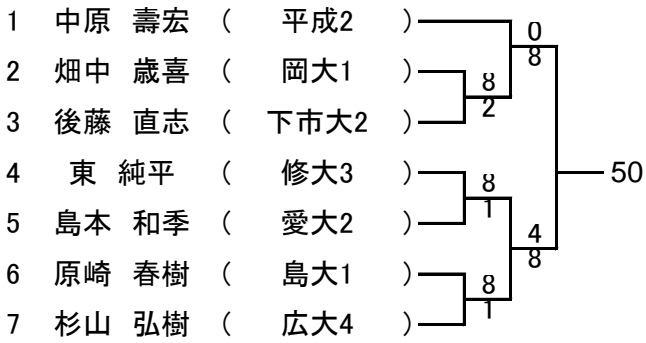 1 中原 壽宏 ( 平成2 )
0
8
2 畑中 歳喜 ( 岡大1 )
8
2
3 後藤 直志 ( 下市大2 )
4 東 純平 ( 修大3 )
50
8
1
5 島本 和季 ( 愛大2 )
4
8
6 原崎 春樹 ( 島大1 )
8
1
7 杉山 弘樹 ( 広大4 )